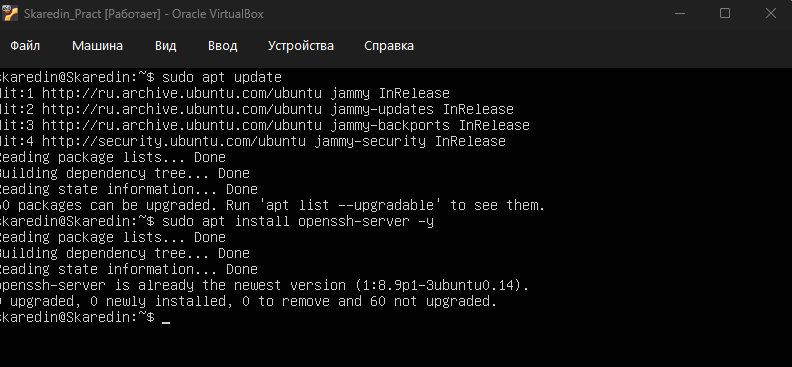 Skaredin_Pract [Работает] - Oracle VirtualBox
Файл Машина Вид Ввод Устройства Справка
skaredin@Skaredin:~$ sudo apt update
Hit:1 http://ru.archive.ubuntu.com/ubuntu jammy InRelease
Hit:2 http://ru.archive.ubuntu.com/ubuntu jammy-updates InRelease
Hit:3 http://ru.archive.ubuntu.com/ubuntu jammy-backports InRelease
Hit:4 http://security.ubuntu.com/ubuntu jammy-security InRelease
Reading package lists... Done
Building dependency tree... Done
Reading state information... Done
60 packages can be upgraded. Run 'apt list --upgradable' to see them.
skaredin@Skaredin:~$ sudo apt install openssh-server -y
Reading package lists... Done
Building dependency tree... Done
Reading state information... Done
openssh-server is already the newest version (1:8.9p1-3ubuntu0.14).
0 upgraded, 0 newly installed, 0 to remove and 60 not upgraded.
skaredin@Skaredin:~$ _